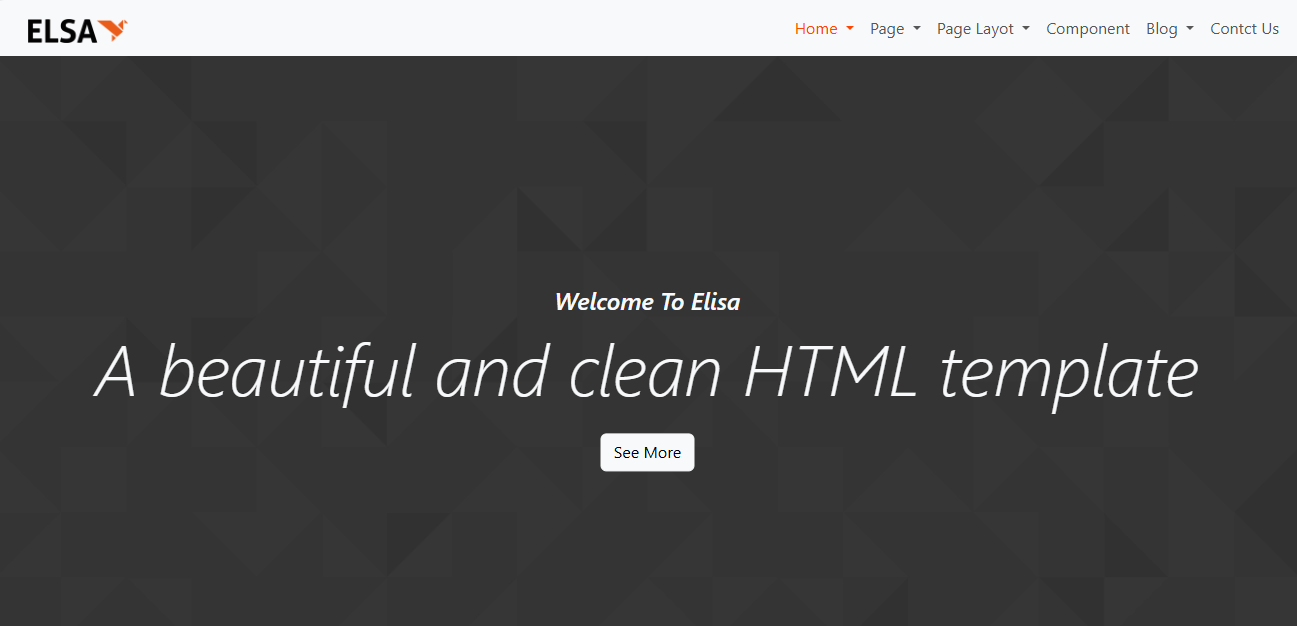 ELSA
Home Page Page Layot Component Blog Contct Us
Welcome To Elisa
A beautiful and clean HTML template
See More